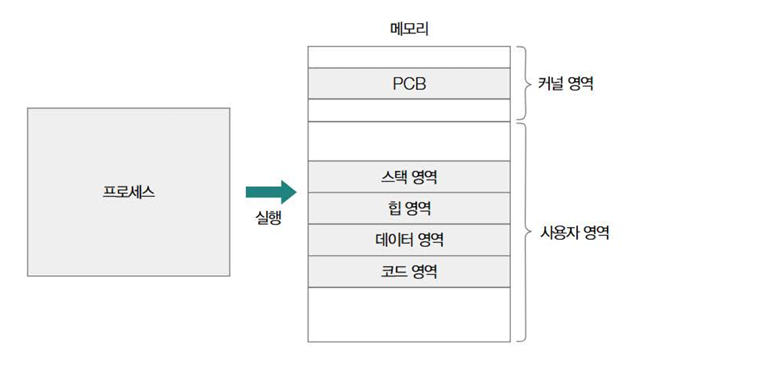 메모리
PCB
커널 영역
프로세스
실행
스택 영역
힙 영역
데이터 영역
코드 영역
사용자 영역